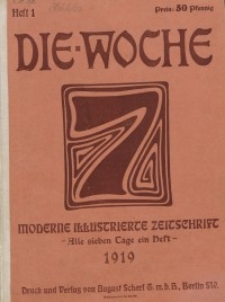 Heft 1
Preis: 50 Pfennig
DIE=WOCHE
7
MODERNE ILLUSTRIERTE ZEITSCHRIFT
- Alle sieben Tage ein Heft -
1919
Druck und Verlag von August Scherl G. m. b. H., Berlin SW.